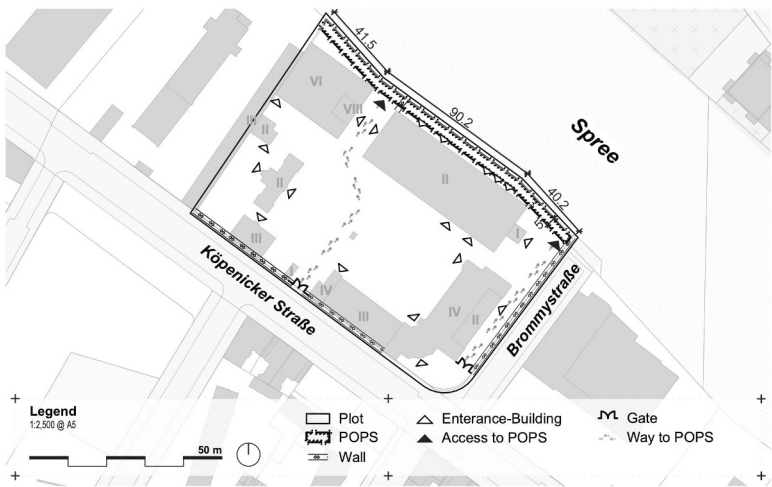 41.5
90.2
40.2
Spree
VI
VIII
II
II
II
I
III
IV
III
IV
II
Köpenicker Straße
Brommystraße
Legend
1:2,500 @ A5
50 m
Plot
POPS
Wall
Enterance-Building
Access to POPS
Gate
Way to POPS